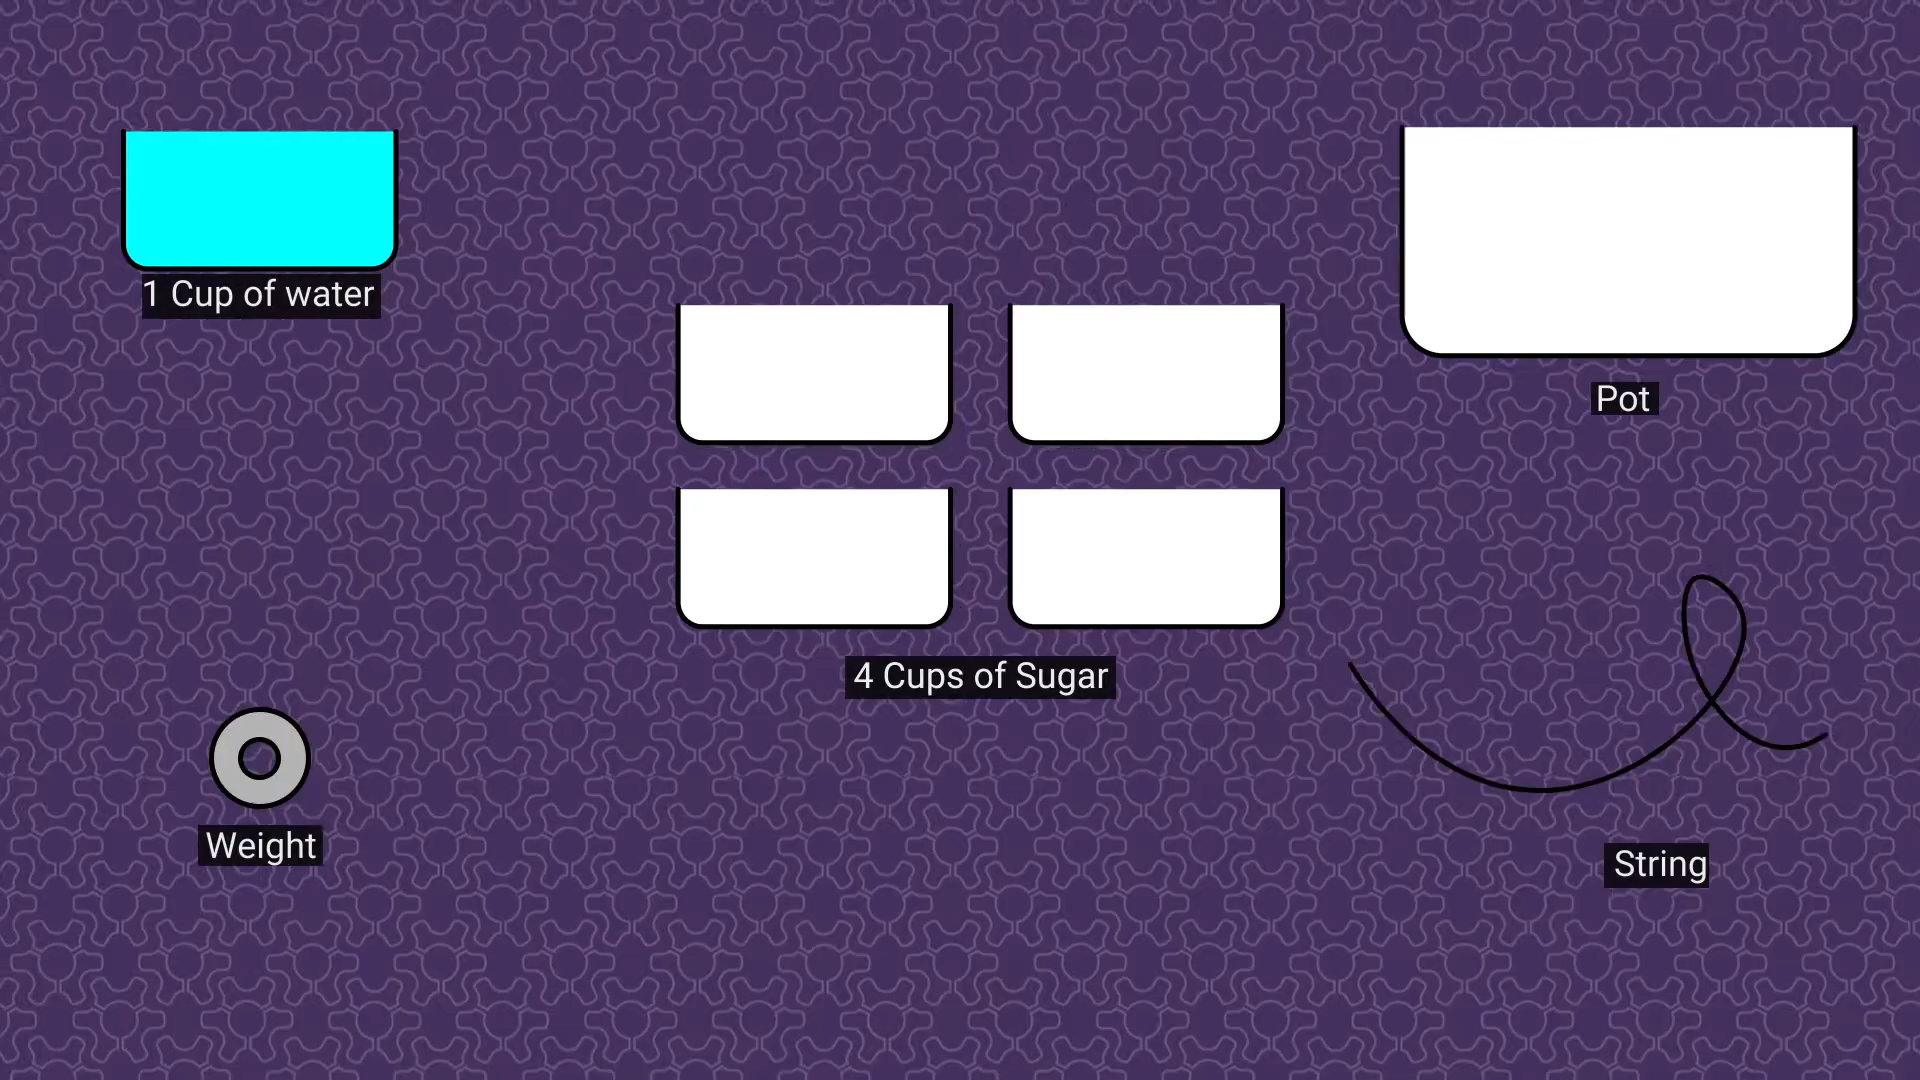 1 Cup of water
Pot
4 Cups of Sugar
Weight
String